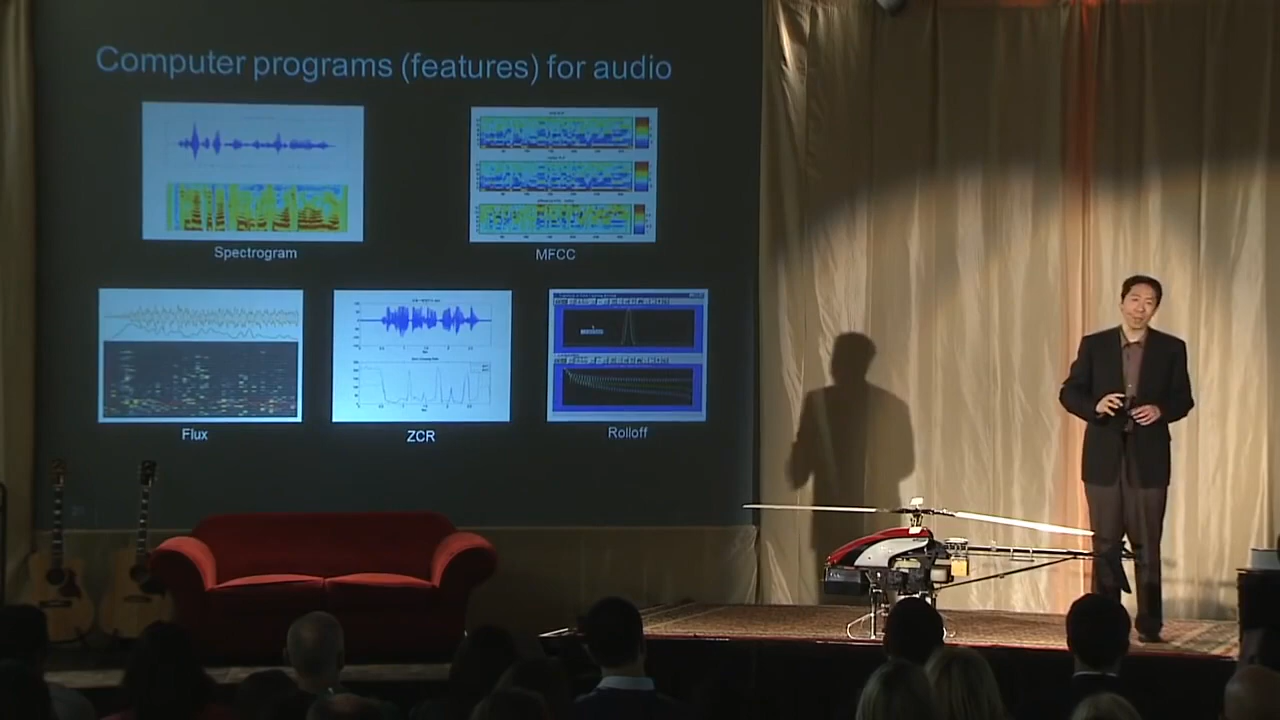 Computer programs (features) for audio
Spectrogram
MFCC
Flux
ZCR
Rolloff